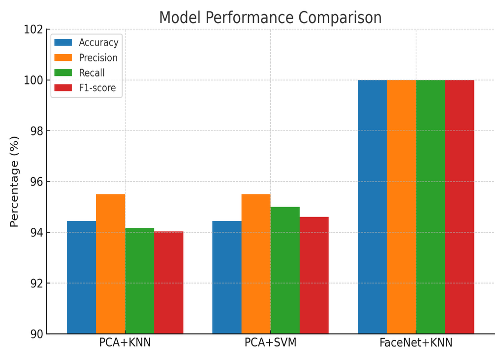 Model Performance Comparison
Accuracy
Precision
Recall
F1-score
Percentage (%)
102
100
98
96
94
92
90
PCA+KNN
PCA+SVM
FaceNet+KNN